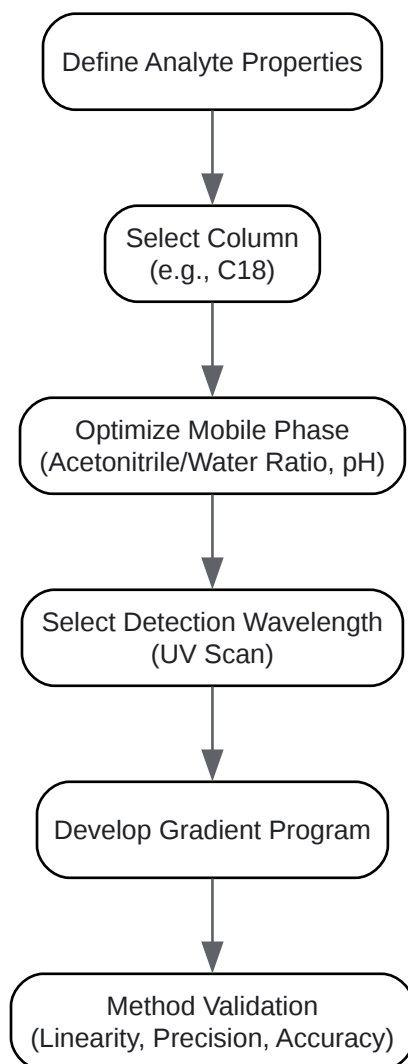 Define Analyte Properties
Select Column
(e.g., C18)
Optimize Mobile Phase
(Acetonitrile/Water Ratio, pH)
Select Detection Wavelength
(UV Scan)
Develop Gradient Program
Method Validation
(Linearity, Precision, Accuracy)